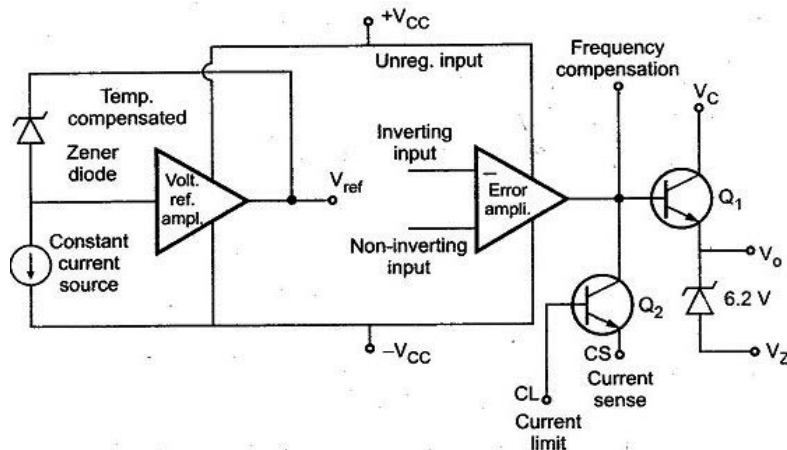 +VCC
Unreg. input
Frequency
compensation
VC
Temp.
compensated
Zener
diode
Volt.
ref.
ampl.
Vref
Inverting
input
−
Error
ampli.
Non-inverting
input
Q1
Vo
Constant
current
source
Q2
6.2 V
−VCC
CS
Current
sense
VZ
CL
Current
limit